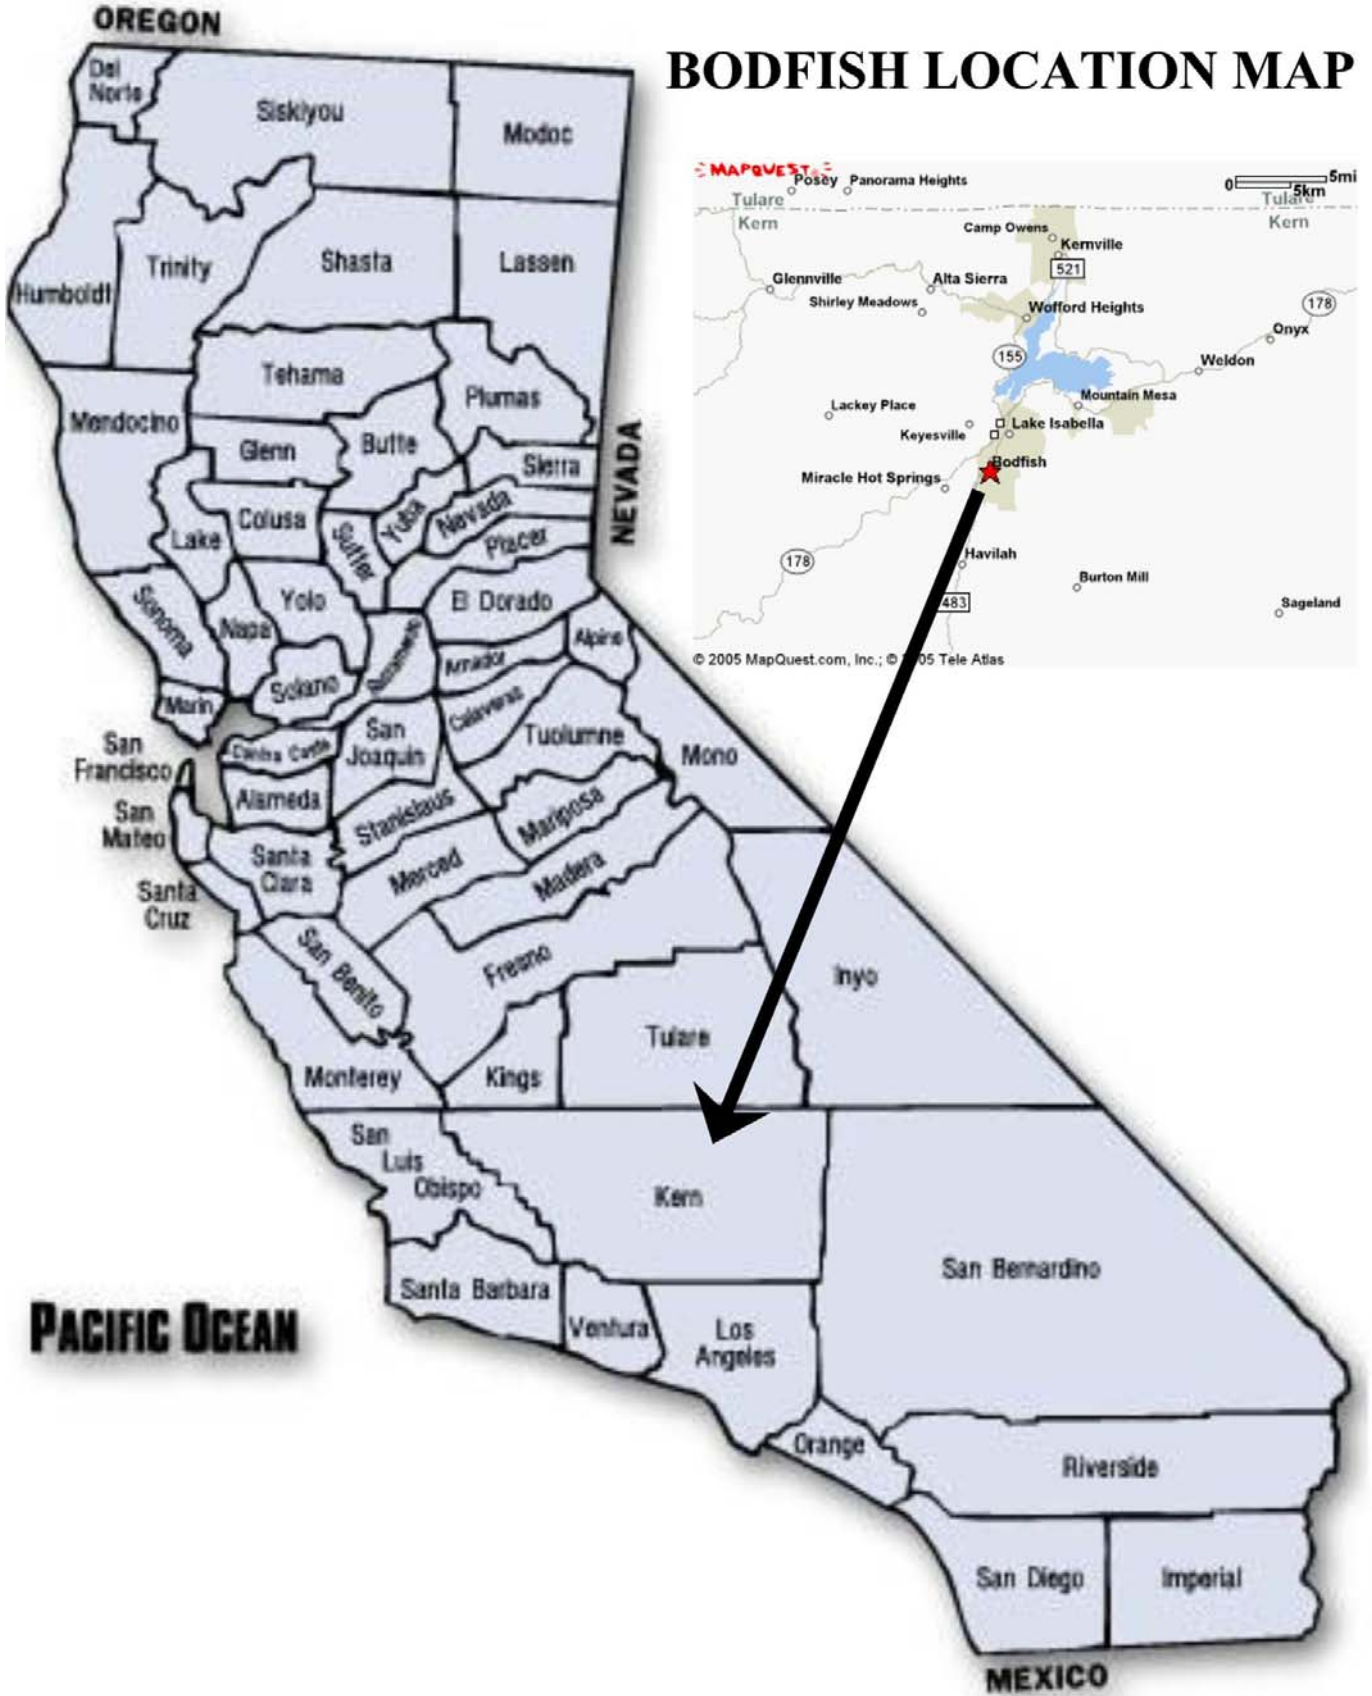 OREGON
BODFISH LOCATION MAP
Del
Norte
Siskiyou
Modoc
Humboldt
Trinity
Shasta
Lassen
Tehama
Plumas
Mendocino
Glenn
Butte
Sierra
NEVADA
Lake
Colusa
Sutter
Yuba
Nevada
Placer
Sonoma
Napa
Yolo
El Dorado
Alpine
Marin
Solano
Sacramento
Amador
Calaveras
San
Francisco
Contra Costa
San
Joaquin
Tuolumne
Mono
San
Mateo
Alameda
Stanislaus
Mariposa
Santa
Clara
Merced
Madera
Santa
Cruz
San Benito
Fresno
Inyo
Monterey
Kings
Tulare
San
Luis
Obispo
Kern
San Bernardino
Santa Barbara
Ventura
Los
Angeles
PACIFIC OCEAN
Orange
Riverside
San Diego
Imperial
MEXICO
MAPQUEST
Posey
Panorama Heights
0
5mi
5km
Tulare
Kern
Tulare
Kern
Camp Owens
Kernville
521
Glennville
Alta Sierra
Shirley Meadows
Wofford Heights
178
Onyx
155
Weldon
Mountain Mesa
Lackey Place
Keyesville
Lake Isabella
Bodfish
Miracle Hot Springs
178
Havilah
Burton Mill
483
Sageland
© 2005 MapQuest.com, Inc.; © 05 Tele Atlas